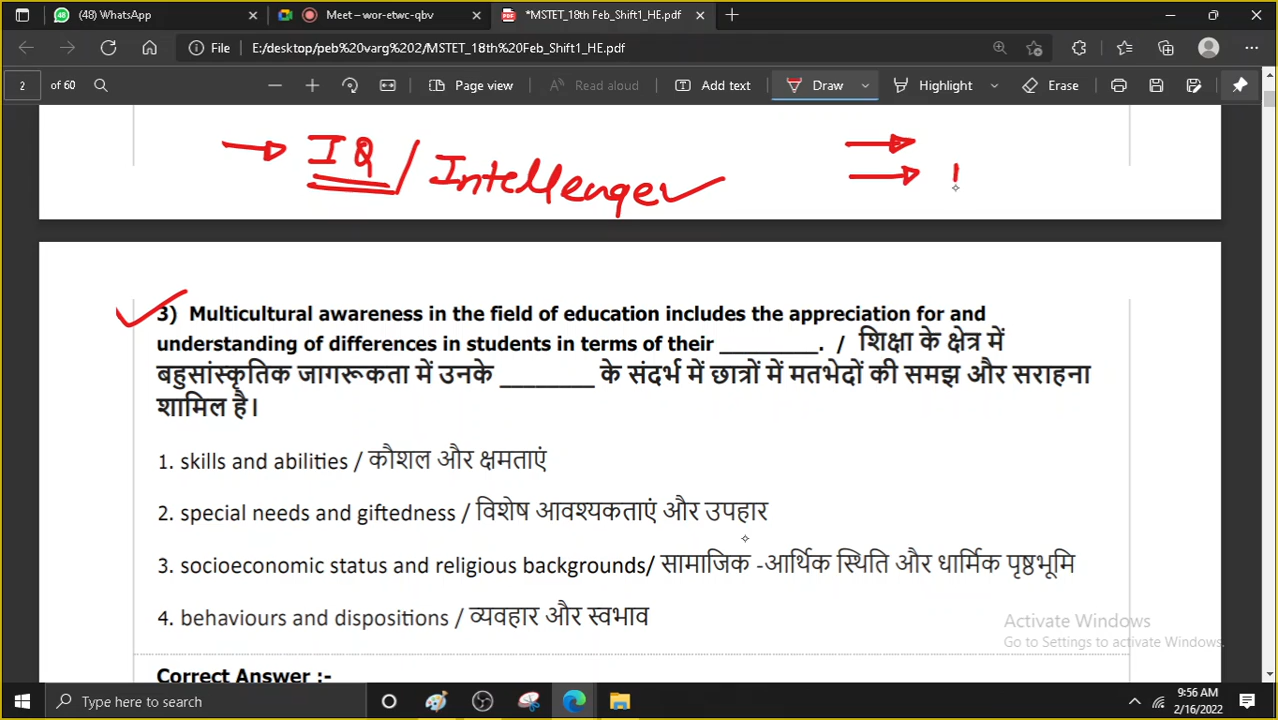 (48) WhatsApp
Meet – wor-etwc-qbv
*MSTET_18th Feb_Shift1_HE.pdf
File E:/desktop/peb%20varg%202/MSTET_18th%20Feb_Shift1_HE.pdf
2 of 60 Page view Read aloud Add text Draw Highlight Erase
IQ / Intellenger
3) Multicultural awareness in the field of education includes the appreciation for and
understanding of differences in students in terms of their _________. / शिक्षा के क्षेत्र में
बहुसांस्कृतिक जागरूकता में उनके ________ के संदर्भ में छात्रों में मतभेदों की समझ और सराहना
शामिल है।
1. skills and abilities / कौशल और क्षमताएं
2. special needs and giftedness / विशेष आवश्यकताएं और उपहार
3. socioeconomic status and religious backgrounds/ सामाजिक -आर्थिक स्थिति और धार्मिक पृष्ठभूमि
4. behaviours and dispositions / व्यवहार और स्वभाव
Activate Windows
Go to Settings to activate Windows.
Correct Answer :-
Type here to search
9:56 AM
2/16/2022